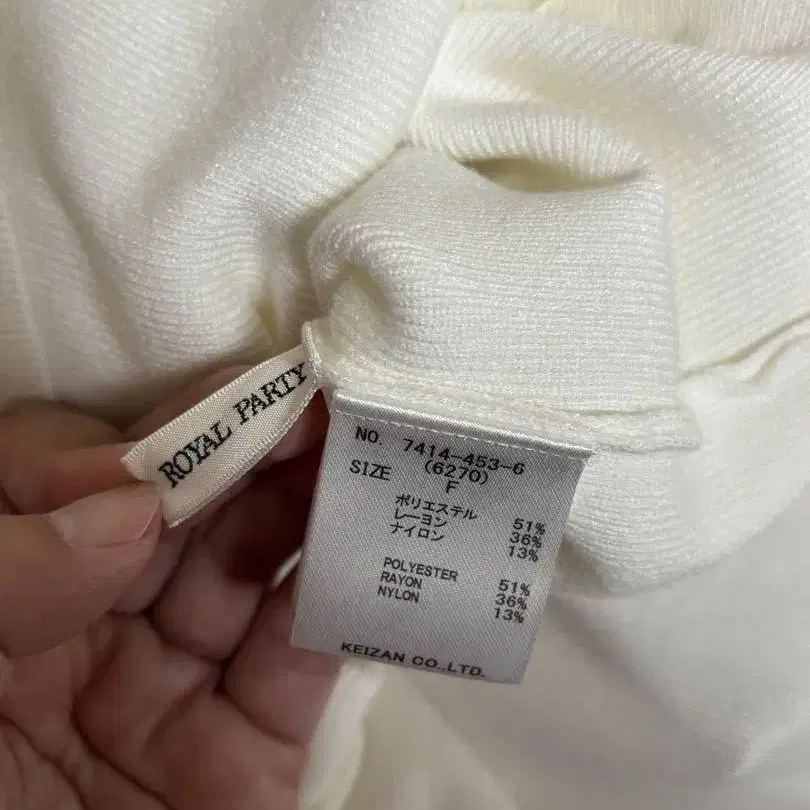 ROYAL PARTY
NO. 7414-453-6
(6270)
SIZE F
ポリエステル 51%
レーヨン 36%
ナイロン 13%
POLYESTER 51%
RAYON 36%
NYLON 13%
KEIZAN CO.,LTD.